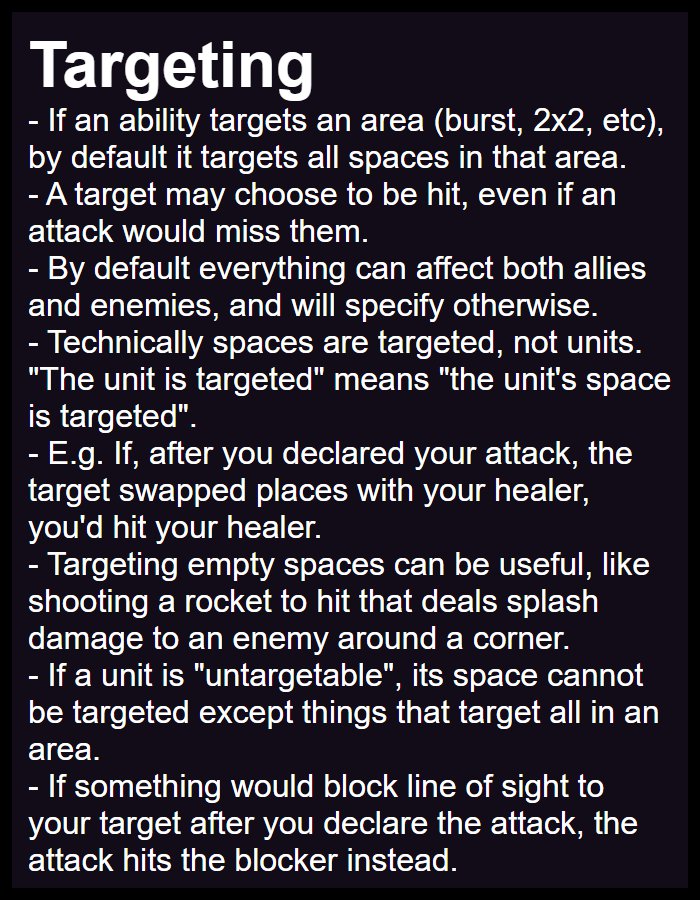 Targeting
- If an ability targets an area (burst, 2x2, etc),
by default it targets all spaces in that area.
- A target may choose to be hit, even if an
attack would miss them.
- By default everything can affect both allies
and enemies, and will specify otherwise.
- Technically spaces are targeted, not units.
"The unit is targeted" means "the unit's space
is targeted".
- E.g. If, after you declared your attack, the
target swapped places with your healer,
you'd hit your healer.
- Targeting empty spaces can be useful, like
shooting a rocket to hit that deals splash
damage to an enemy around a corner.
- If a unit is "untargetable", its space cannot
be targeted except things that target all in an
area.
- If something would block line of sight to
your target after you declare the attack, the
attack hits the blocker instead.